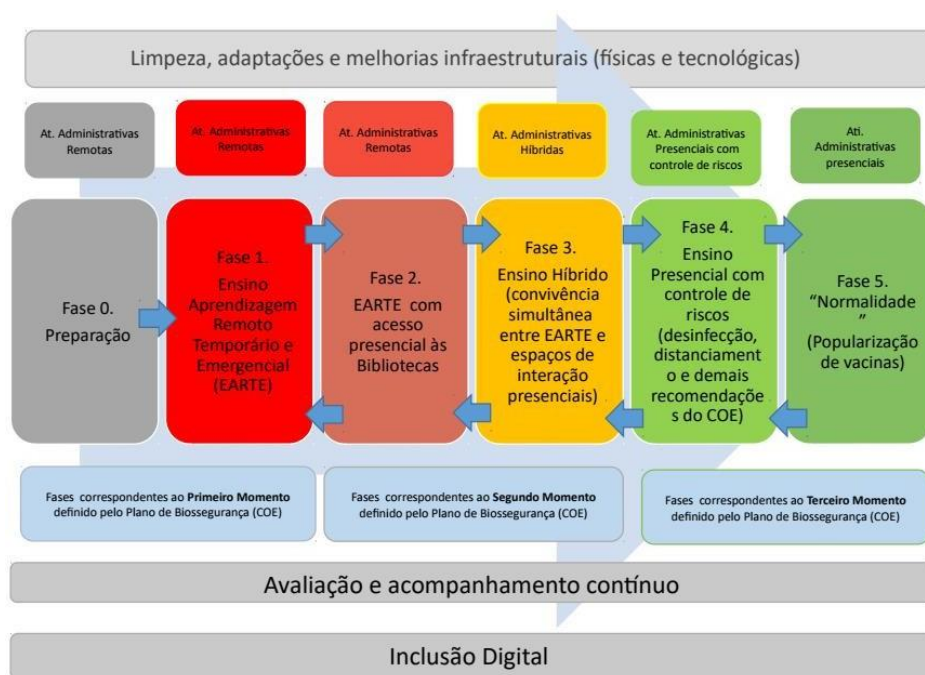 Limpeza, adaptações e melhorias infraestruturais (físicas e tecnológicas)
At. Administrativas
Remotas
At. Administrativas
Remotas
At. Administrativas
Remotas
At. Administrativas
Híbridas
At. Administrativas
Presenciais com
controle de riscos
Ati.
Administrativas
presenciais
Fase 0.
Preparação
Fase 1.
Ensino
Aprendizagem
Remoto
Temporário e
Emergencial
(EARTE)
Fase 2.
EARTE com
acesso
presencial às
Bibliotecas
Fase 3.
Ensino Híbrido
(convivência
simultânea
entre EARTE e
espaços de
interação
presenciais)
Fase 4.
Ensino
Presencial com
controle de
riscos
(desinfecção,
distanciament
o e demais
recomendaçõe
s do COE)
Fase 5.
“Normalidade
”
(Popularização
de vacinas)
Fases correspondentes ao Primeiro Momento
definido pelo Plano de Biossegurança (COE)
Fases correspondentes ao Segundo Momento
definido pelo Plano de Biossegurança (COE)
Fases correspondentes ao Terceiro Momento
definido pelo Plano de Biossegurança (COE)
Avaliação e acompanhamento contínuo
Inclusão Digital